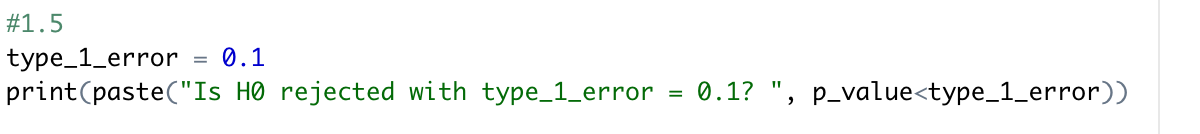 #1.5
type_1_error = 0.1
print(paste("Is H0 rejected with type_1_error = 0.1? ", p_value<type_1_error))